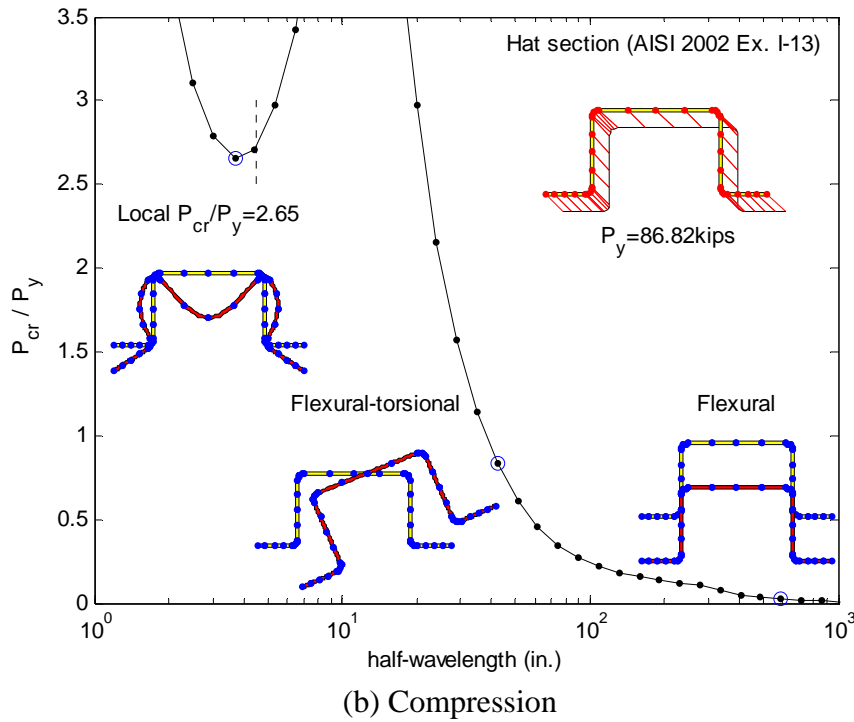 3.5
3
2.5
2
1.5
1
0.5
0
P_cr / P_y
Hat section (AISI 2002 Ex. I-13)
P_y=86.82kips
Local P_cr/P_y=2.65
Flexural-torsional
Flexural
10^0
10^1
10^2
10^3
half-wavelength (in.)
(b) Compression